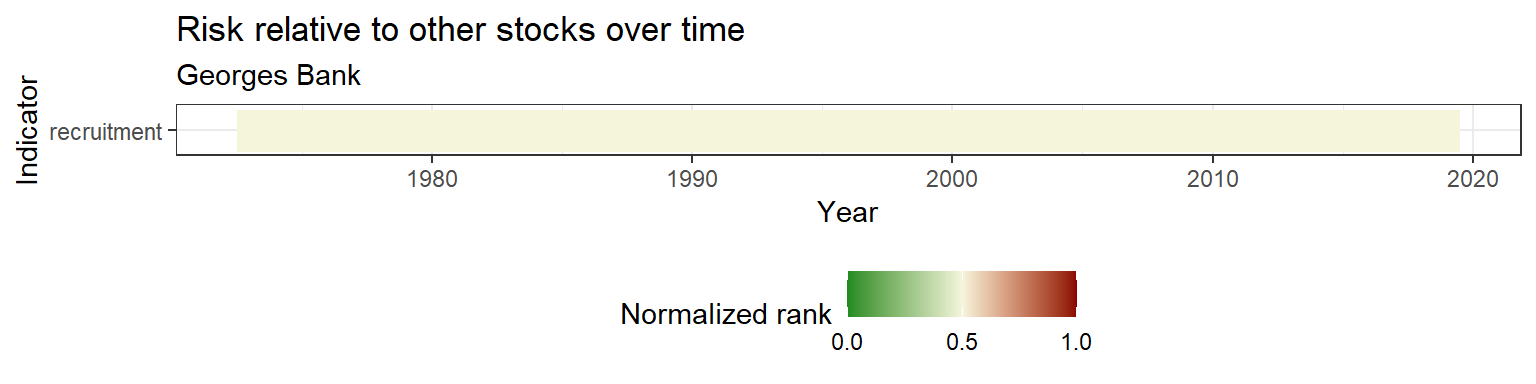 Risk relative to other stocks over time
Georges Bank
Indicator
recruitment
1980 1990 2000 2010 2020
Year
Normalized rank
0.0 0.5 1.0